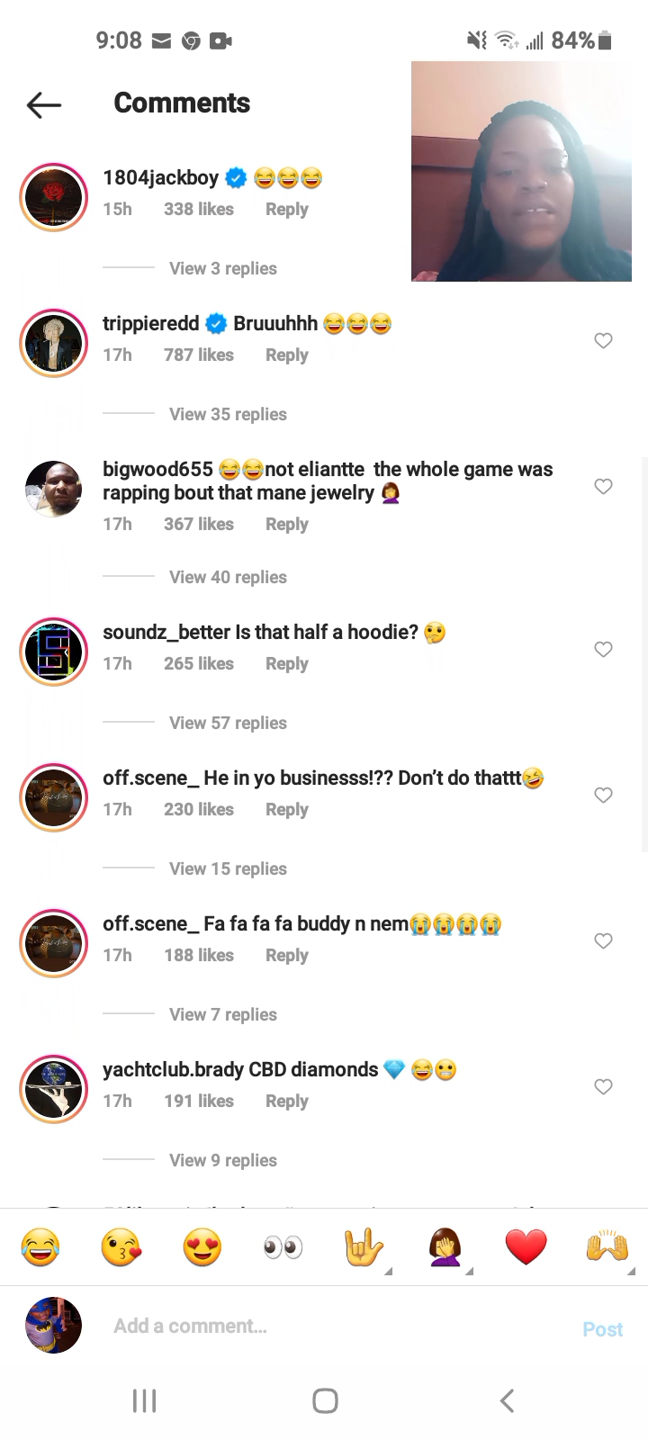 9:08 84%
Comments
1804jackboy 😂😂😂
15h 338 likes Reply
View 3 replies
trippieredd Bruuuhhh 😂😂😂
17h 787 likes Reply
View 35 replies
bigwood655 😂😂not eliantte the whole game was
rapping bout that mane jewelry 🤦‍♀️
17h 367 likes Reply
View 40 replies
soundz_better Is that half a hoodie? 🤔
17h 265 likes Reply
View 57 replies
off.scene_ He in yo businesss!?? Don’t do thattt🤣
17h 230 likes Reply
View 15 replies
off.scene_ Fa fa fa fa buddy n nem😭😭😭😭
17h 188 likes Reply
View 7 replies
yachtclub.brady CBD diamonds 💎 😂😬
17h 191 likes Reply
View 9 replies
Add a comment... Post